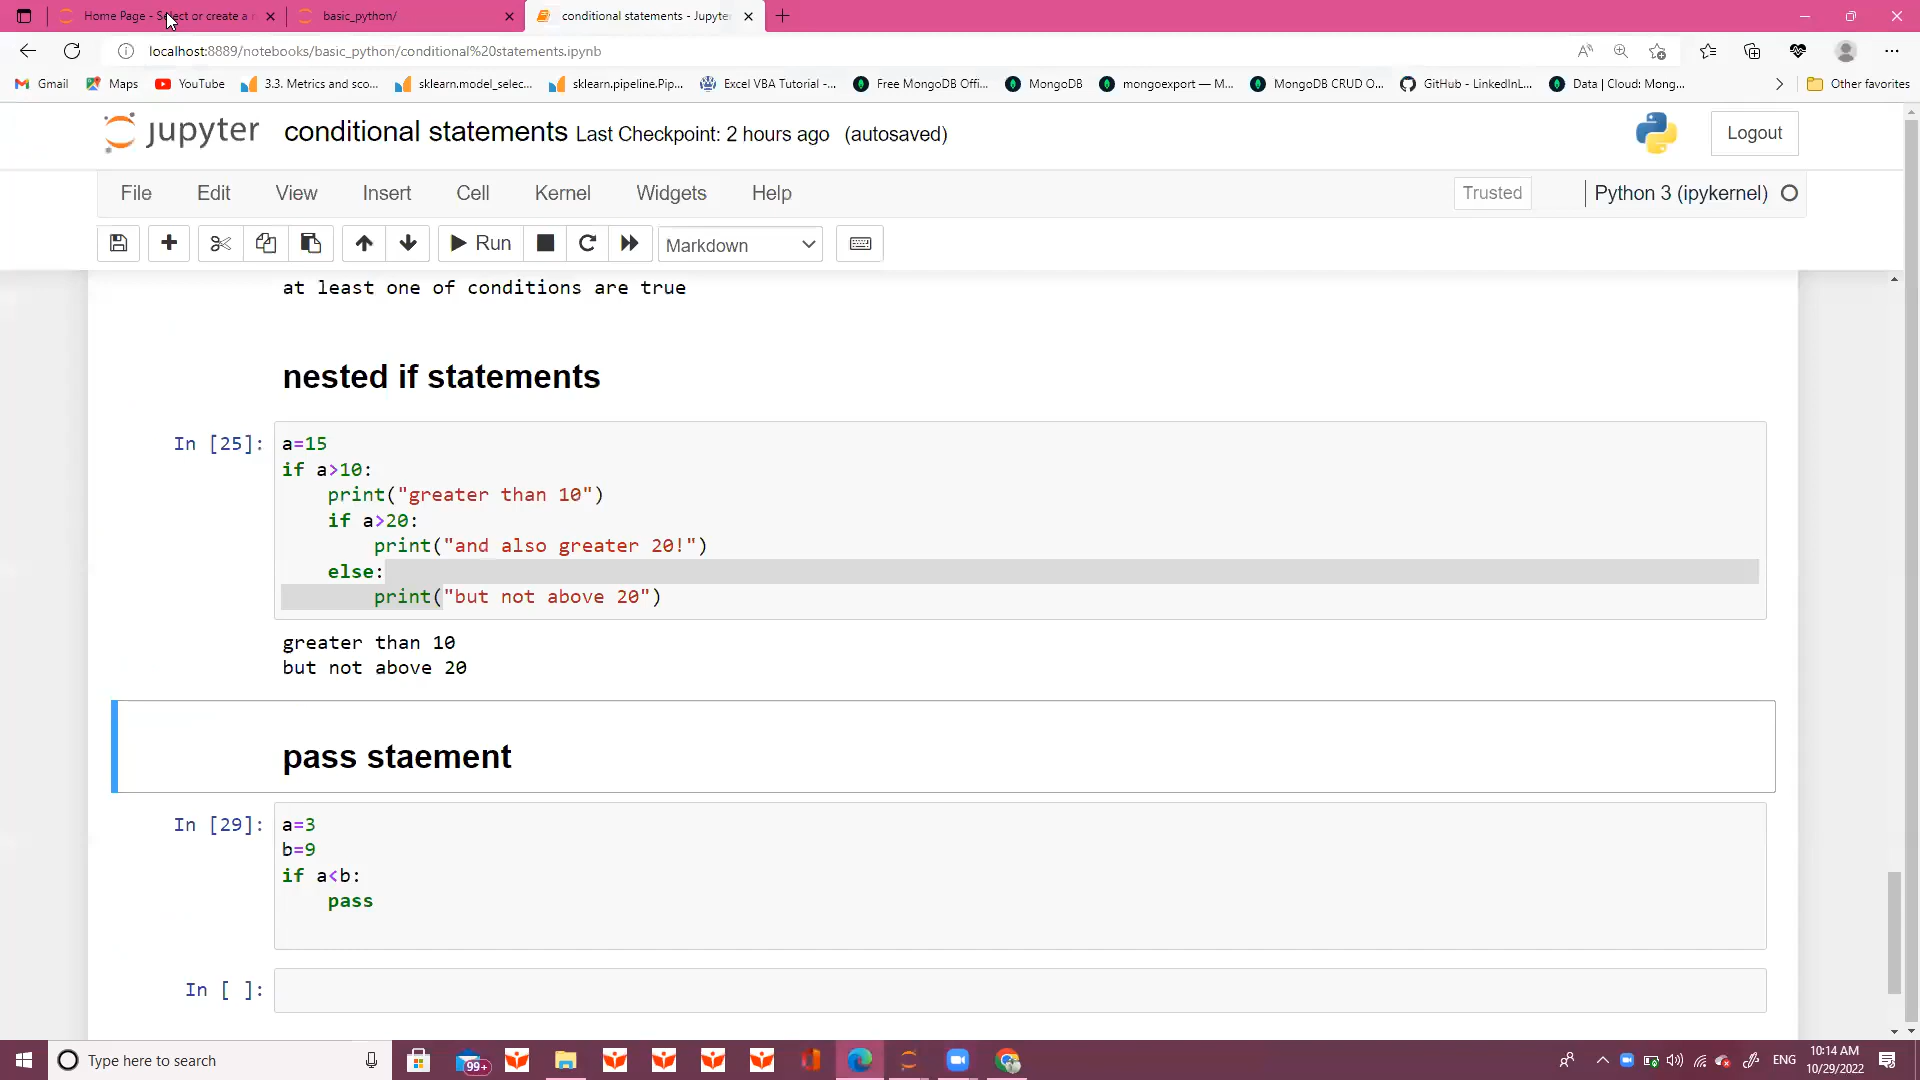 Home Page - Select or create a n
basic_python/
conditional statements - Jupyte
localhost:8889/notebooks/basic_python/conditional%20statements.ipynb
Gmail
Maps
YouTube
3.3. Metrics and sco...
sklearn.model_selec...
sklearn.pipeline.Pip...
Excel VBA Tutorial -...
Free MongoDB Offi...
MongoDB
mongoexport — M...
MongoDB CRUD O...
GitHub - LinkedInL...
Data | Cloud: Mong...
Other favorites
jupyter conditional statements Last Checkpoint: 2 hours ago (autosaved)
Logout
File Edit View Insert Cell Kernel Widgets Help
Trusted
Python 3 (ipykernel)
Run
Markdown
at least one of conditions are true
nested if statements
In [25]:
a=15
if a>10:
    print("greater than 10")
    if a>20:
        print("and also greater 20!")
    else:
        print("but not above 20")
greater than 10
but not above 20
pass staement
In [29]:
a=3
b=9
if a<b:
    pass
In [ ]:
Type here to search
99+
ENG
10:14 AM
10/29/2022